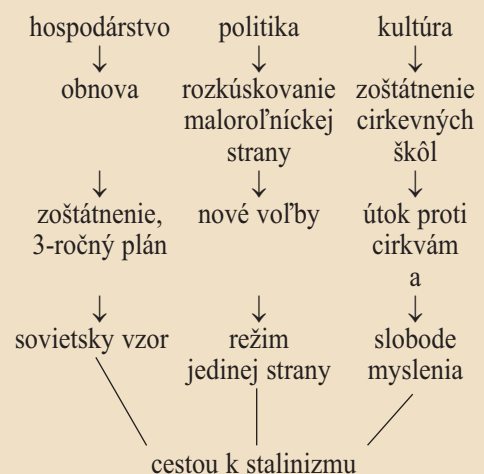 hospodárstvo politika kultúra
↓ ↓ ↓
obnova rozkúskovanie zoštátnenie
maloroľníckej cirkevných
strany škôl
↓ ↓ ↓
zoštátnenie, nové voľby útok proti
3-ročný plán cirkvám
a
↓ ↓ ↓
sovietsky vzor režim slobode
jedinej strany myslenia
cestou k stalinizmu